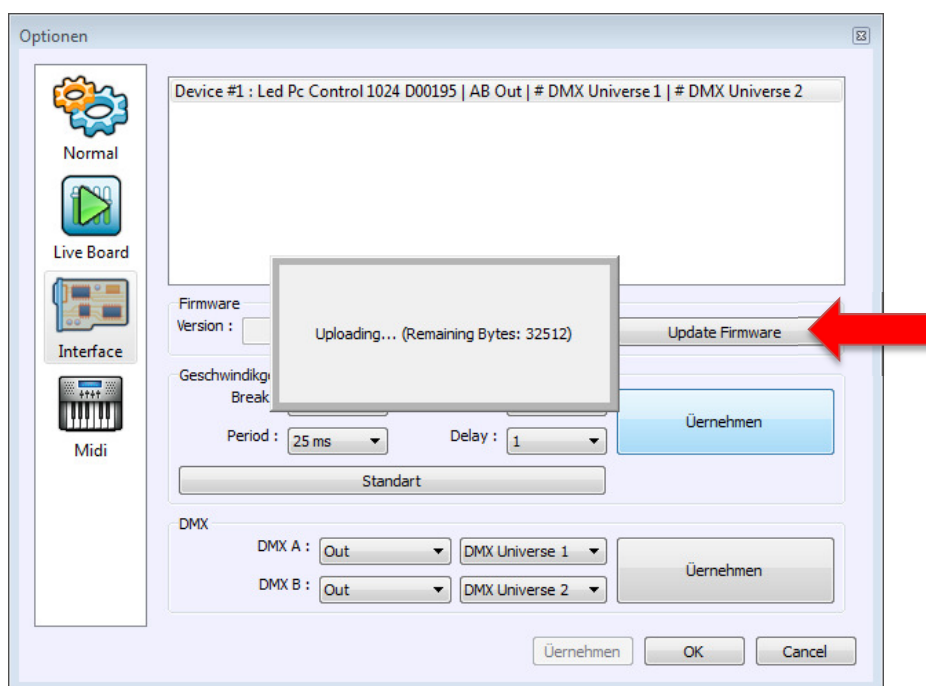 Optionen
Normal
Live Board
Interface
Midi
Device #1 : Led Pc Control 1024 D00195 | AB Out | # DMX Universe 1 | # DMX Universe 2
Firmware
Version :
Uploading... (Remaining Bytes: 32512)
Update Firmware
Break
Üernehmen
Period :
25 ms
Delay :
1
Standart
DMX
DMX A :
Out
DMX Universe 1
DMX B :
Out
DMX Universe 2
Üernehmen
Üernehmen
OK
Cancel